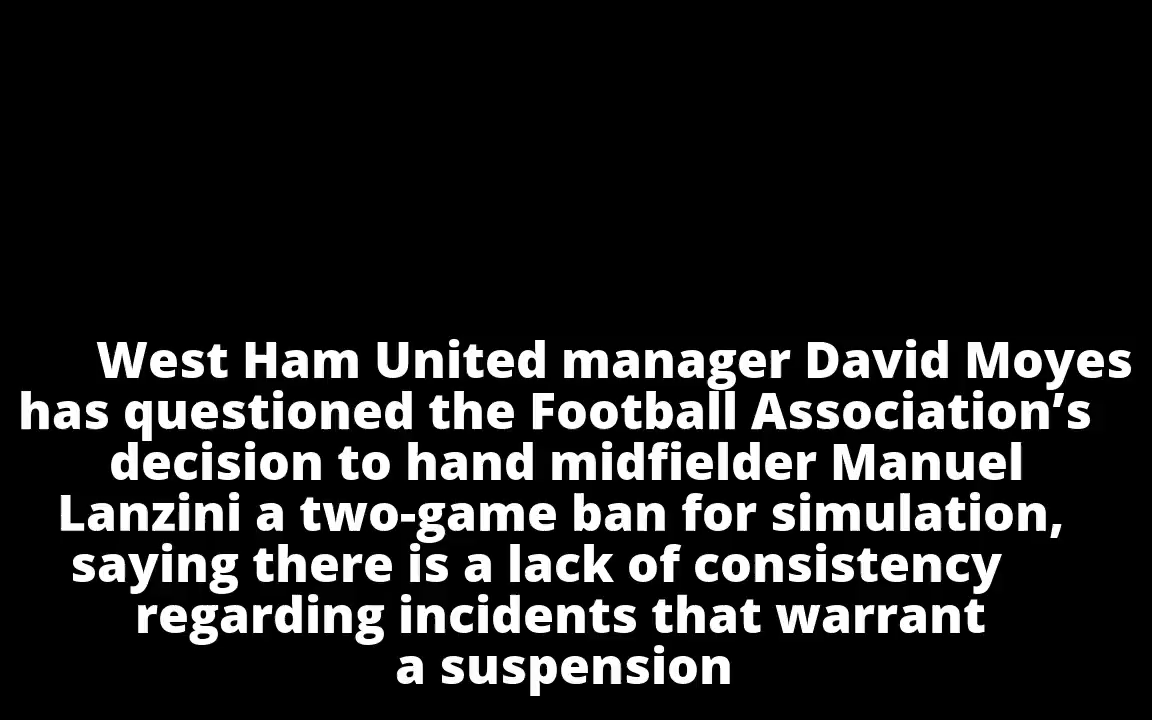 West Ham United manager David Moyes
has questioned the Football Association’s
decision to hand midfielder Manuel
Lanzini a two-game ban for simulation,
saying there is a lack of consistency
regarding incidents that warrant
a suspension